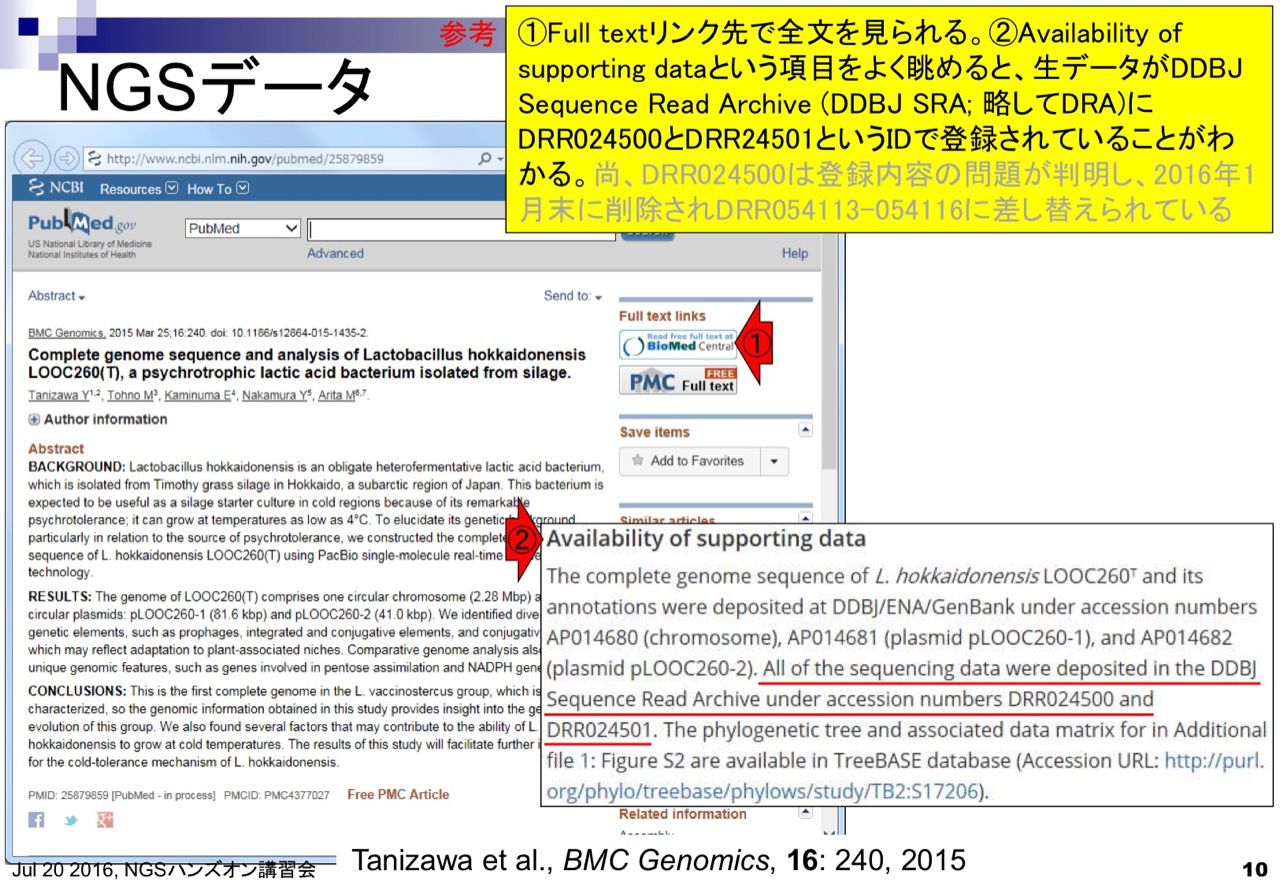 参考
NGSデータ
①Full textリンク先で全文を見られる。②Availability of
supporting dataという項目をよく眺めると、生データがDDBJ
Sequence Read Archive (DDBJ SRA; 略してDRA)に
DRR024500とDRR24501というIDで登録されていることがわ
かる。尚、DRR024500は登録内容の問題が判明し、2016年1
月末に削除されDRR054113-054116に差し替えられている
http://www.ncbi.nlm.nih.gov/pubmed/25879859
NCBI Resources How To
PubMed.gov
US National Library of Medicine
National Institutes of Health
PubMed
Advanced
Help
Abstract
Send to:
BMC Genomics. 2015 Mar 25;16:240. doi: 10.1186/s12864-015-1435-2.
Complete genome sequence and analysis of Lactobacillus hokkaidonensis
LOOC260(T), a psychrotrophic lactic acid bacterium isolated from silage.
Tanizawa Y1,2, Tohno M3, Kaminuma E4, Nakamura Y5, Arita M6,7.
Author information
Abstract
BACKGROUND: Lactobacillus hokkaidonensis is an obligate heterofermentative lactic acid bacterium,
which is isolated from Timothy grass silage in Hokkaido, a subarctic region of Japan. This bacterium is
expected to be useful as a silage starter culture in cold regions because of its remarkable
psychrotolerance; it can grow at temperatures as low as 4°C. To elucidate its genetic background
particularly in relation to the source of psychrotolerance, we constructed the complete
sequence of L. hokkaidonensis LOOC260(T) using PacBio single-molecule real-time
technology.
RESULTS: The genome of LOOC260(T) comprises one circular chromosome (2.28 Mbp) a
circular plasmids: pLOOC260-1 (81.6 kbp) and pLOOC260-2 (41.0 kbp). We identified dive
genetic elements, such as prophages, integrated and conjugative elements, and conjugativ
which may reflect adaptation to plant-associated niches. Comparative genome analysis als
unique genomic features, such as genes involved in pentose assimilation and NADPH gen
CONCLUSIONS: This is the first complete genome in the L. vaccinostercus group, which is
characterized, so the genomic information obtained in this study provides insight into the ge
evolution of this group. We also found several factors that may contribute to the ability of L.
hokkaidonensis to grow at cold temperatures. The results of this study will facilitate further i
for the cold-tolerance mechanism of L. hokkaidonensis.
PMID: 25879859 [PubMed - in process] PMCID: PMC4377027 Free PMC Article
Full text links
Read free full text at
BioMed Central
①
PMC FREE Full text
Save items
Add to Favorites
Similar articles
②
Availability of supporting data
The complete genome sequence of L. hokkaidonensis LOOC260T and its
annotations were deposited at DDBJ/ENA/GenBank under accession numbers
AP014680 (chromosome), AP014681 (plasmid pLOOC260-1), and AP014682
(plasmid pLOOC260-2). All of the sequencing data were deposited in the DDBJ
Sequence Read Archive under accession numbers DRR024500 and
DRR024501. The phylogenetic tree and associated data matrix for in Additional
file 1: Figure S2 are available in TreeBASE database (Accession URL: http://purl.
org/phylo/treebase/phylows/study/TB2:S17206).
Related information
Jul 20 2016, NGSハンズオン講習会
Tanizawa et al., BMC Genomics, 16: 240, 2015
10